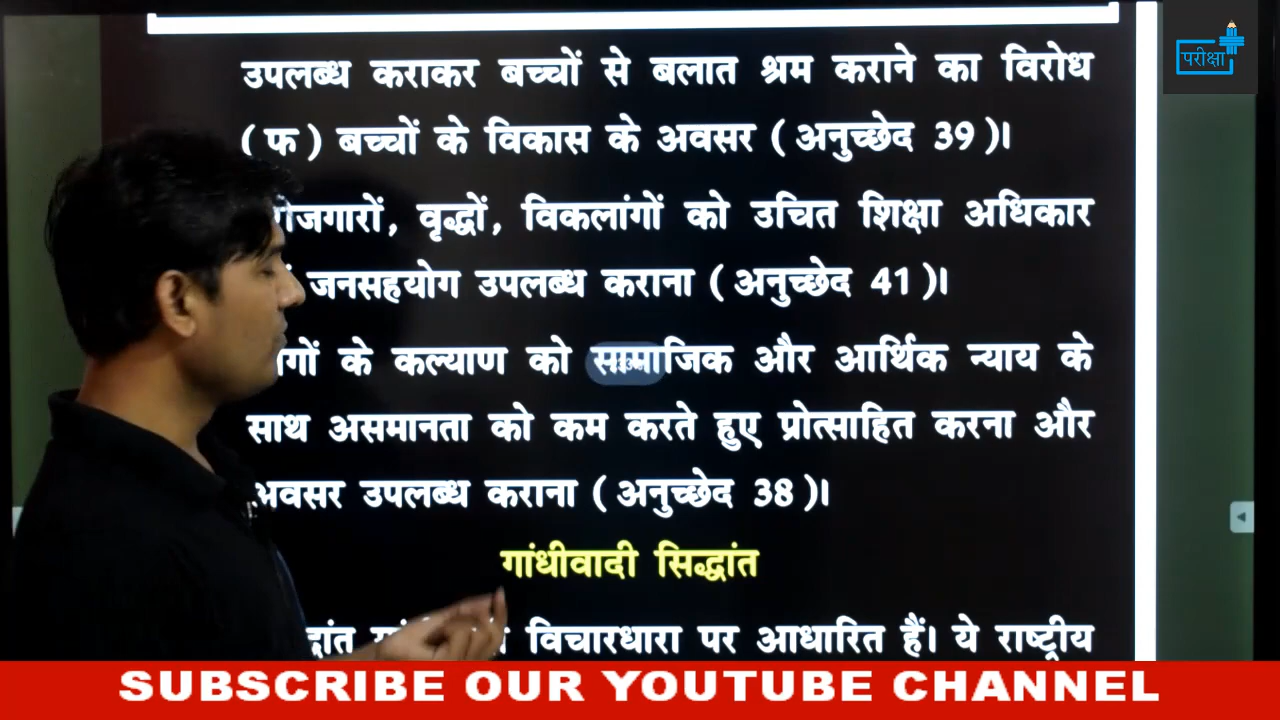 परीक्षा
उपलब्ध कराकर बच्चों से बलात श्रम कराने का विरोध
( फ ) बच्चों के विकास के अवसर ( अनुच्छेद 39 )।
वृद्धों, विकलांगों को उचित शिक्षा अधिकार
जनसहयोग उपलब्ध कराना ( अनुच्छेद 41 )।
के कल्याण को सामाजिक और आर्थिक न्याय के
साथ असमानता को कम करते हुए प्रोत्साहित करना और
अवसर उपलब्ध कराना ( अनुच्छेद 38 )।
गांधीवादी सिद्धांत
विचारधारा पर आधारित हैं। ये राष्ट्रीय
SUBSCRIBE OUR YOUTUBE CHANNEL